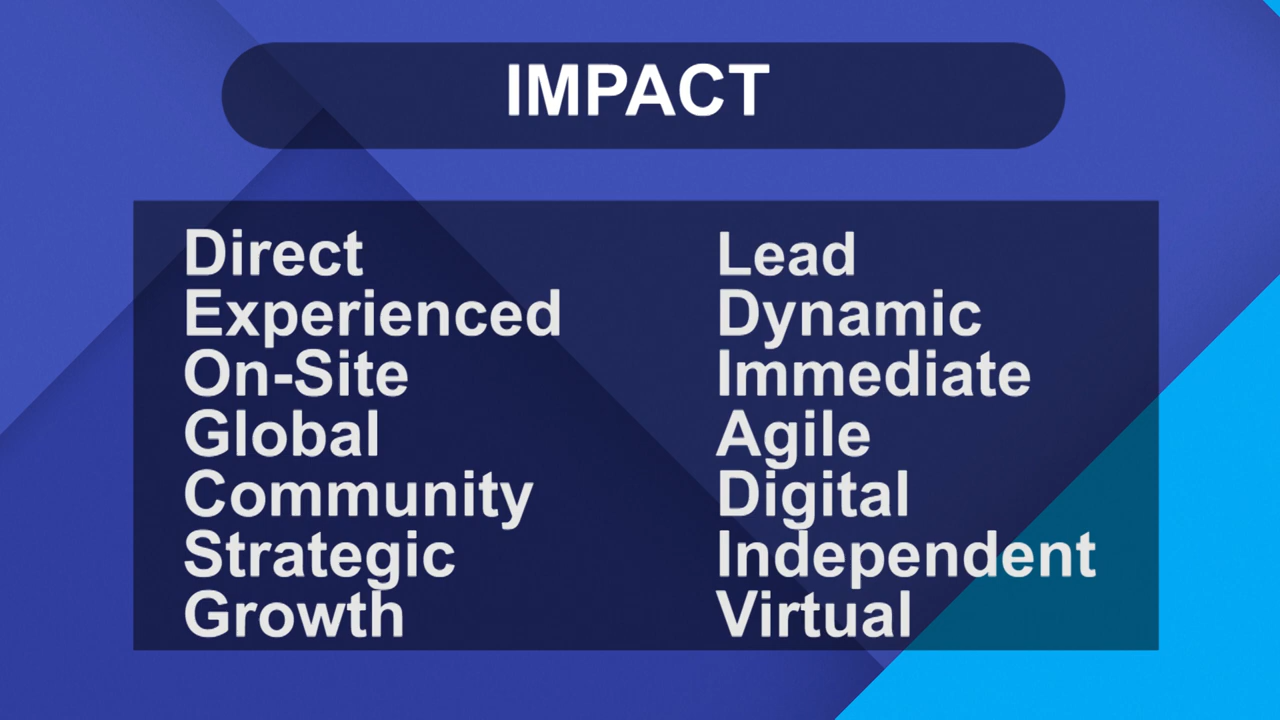 IMPACT
Direct
Experienced
On-Site
Global
Community
Strategic
Growth
Lead
Dynamic
Immediate
Agile
Digital
Independent
Virtual